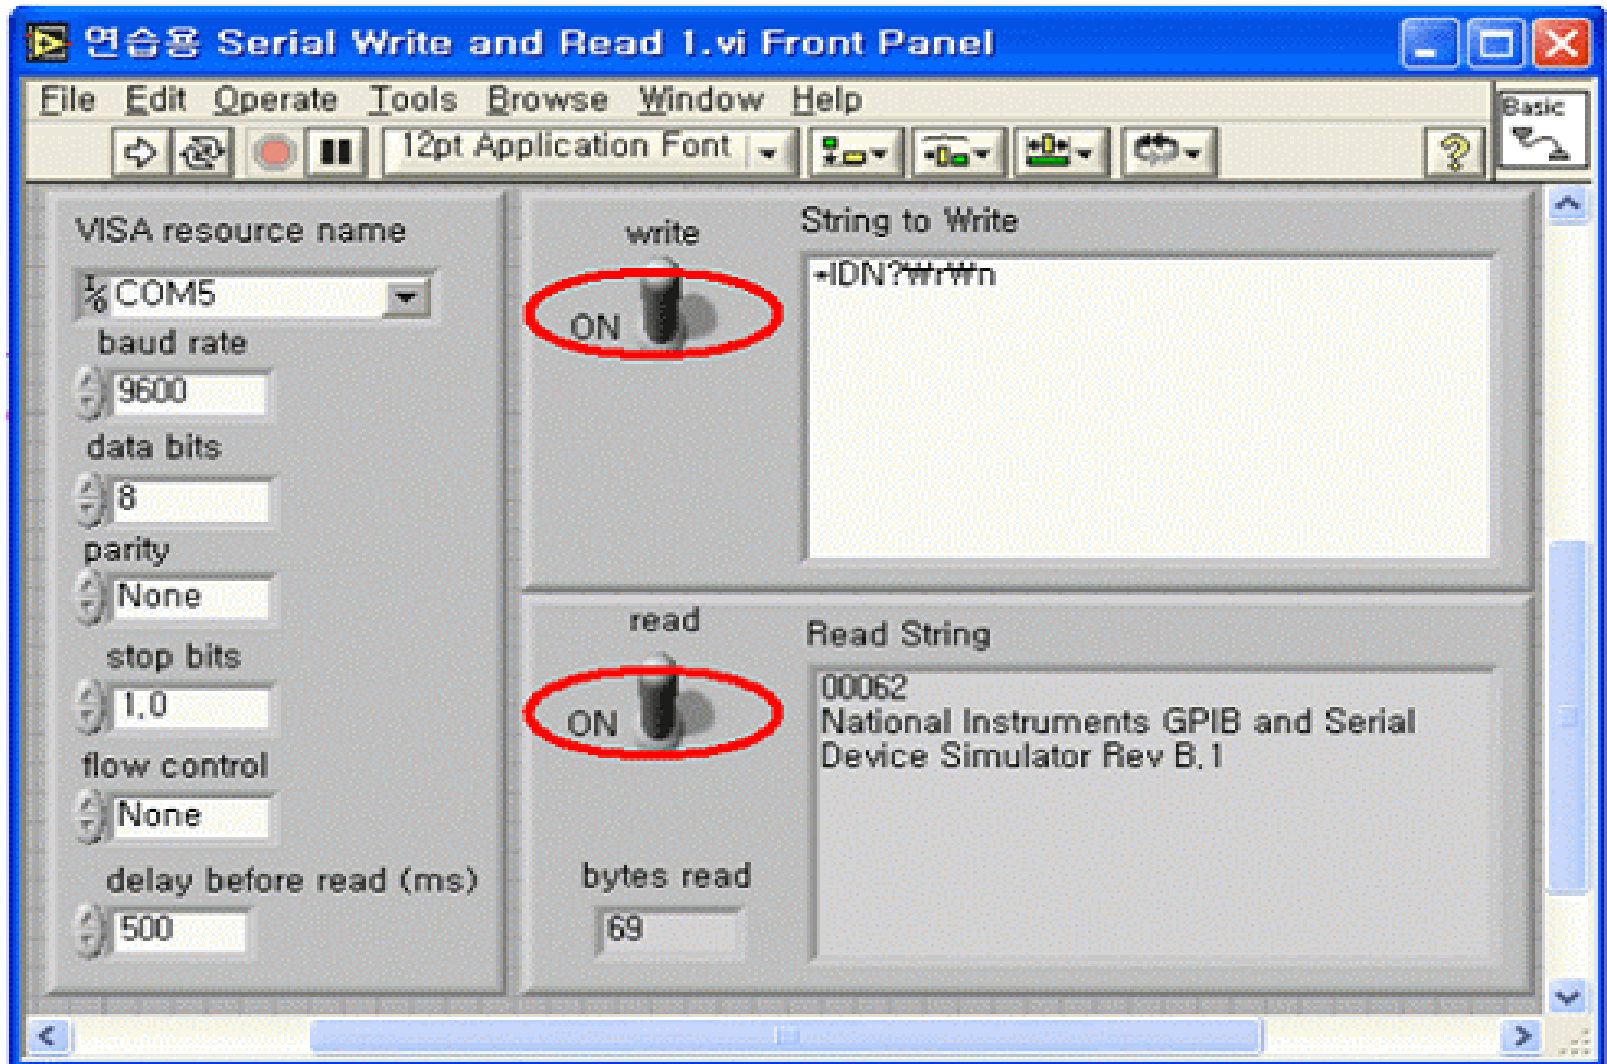 연습용 Serial Write and Read 1.vi Front Panel
File Edit Operate Tools Browse Window Help
Basic
12pt Application Font
?
VISA resource name
COM5
baud rate
9600
data bits
8
parity
None
stop bits
1.0
flow control
None
delay before read (ms)
500
write
ON
String to Write
*IDN?₩r₩n
read
ON
Read String
00062
National Instruments GPIB and Serial
Device Simulator Rev B.1
bytes read
69